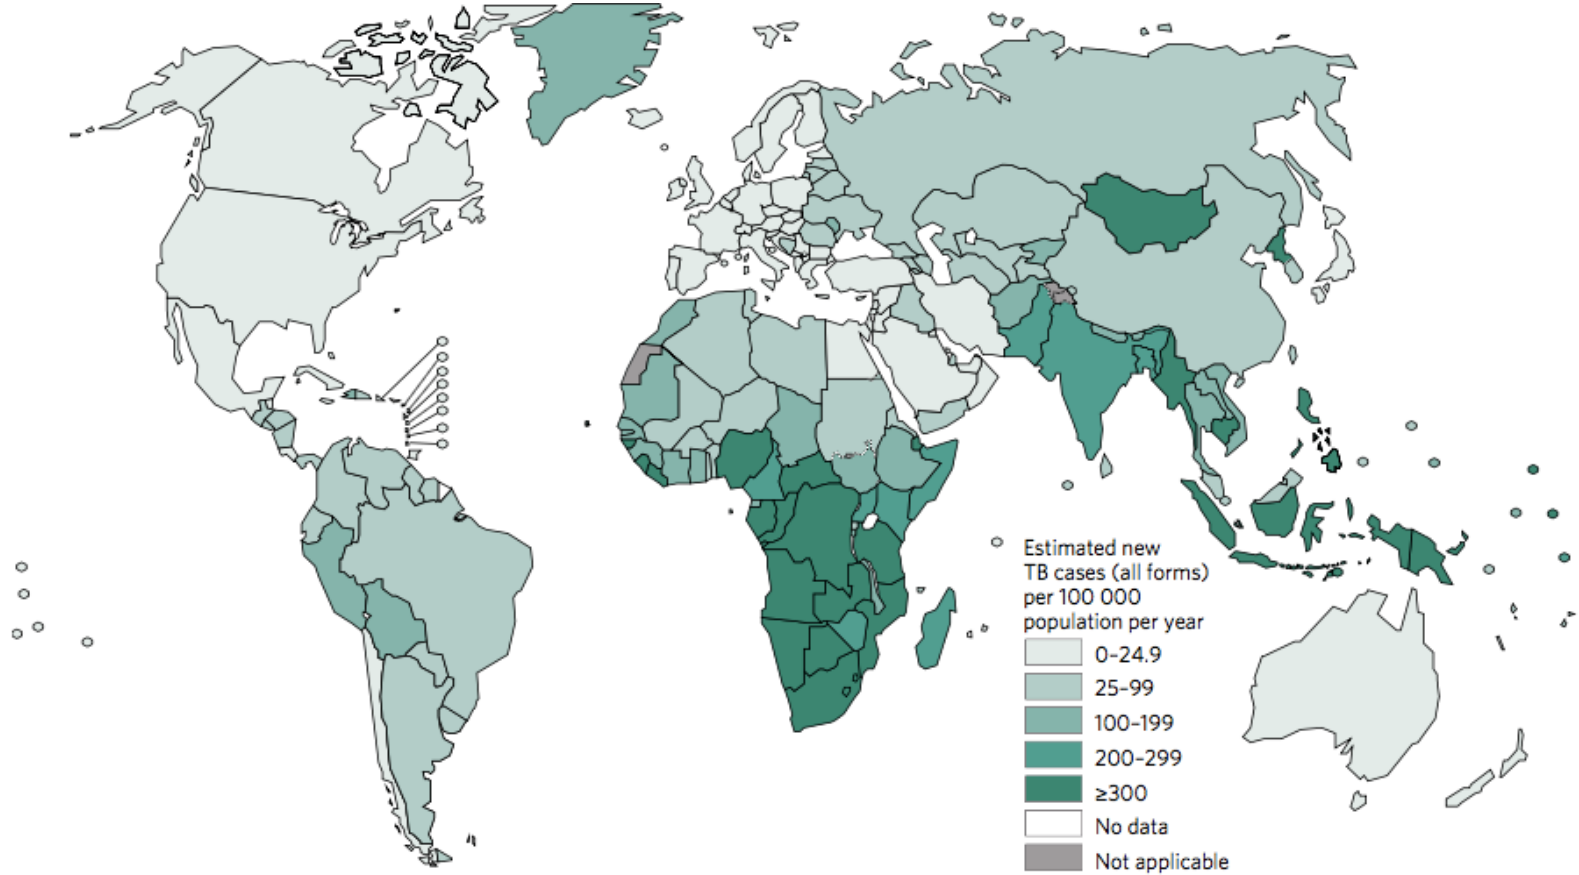 Estimated new
TB cases (all forms)
per 100 000
population per year
0–24.9
25–99
100–199
200–299
≥300
No data
Not applicable